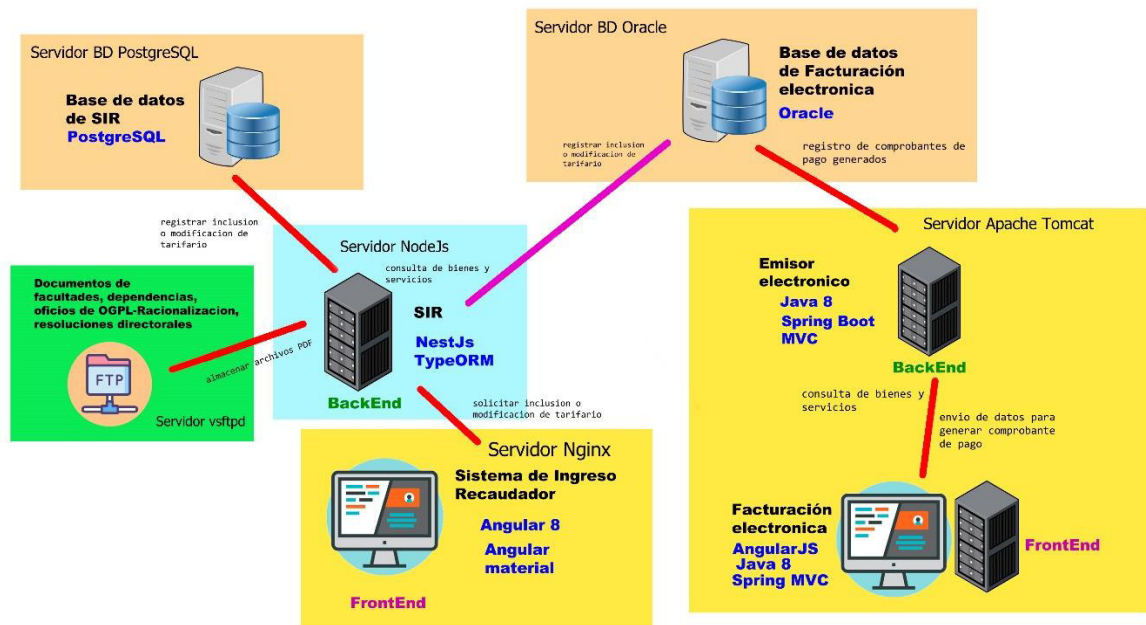 Servidor BD PostgreSQL
Base de datos
de SIR
PostgreSQL
Servidor BD Oracle
Base de datos
de Facturación
electronica
Oracle
registrar inclusion
o modificacion de
tarifario
registro de comprobantes de
pago generados
registrar inclusion
o modificacion de
tarifario
Servidor NodeJs
consulta de bienes y
servicios
SIR
NestJs
TypeORM
BackEnd
Documentos de
facultades, dependencias,
oficios de OGPL-Racionalizacion,
resoluciones directorales
FTP
almacenar archivos PDF
Servidor vsftpd
solicitar inclusion o
modificacion de tarifario
Servidor Nginx
Sistema de Ingreso
Recaudador
Angular 8
Angular
material
FrontEnd
Servidor Apache Tomcat
Emisor
electronico
Java 8
Spring Boot
MVC
BackEnd
consulta de bienes y
servicios
envio de datos para
generar comprobante
de pago
Facturación
electronica
AngularJS
Java 8
Spring MVC
FrontEnd